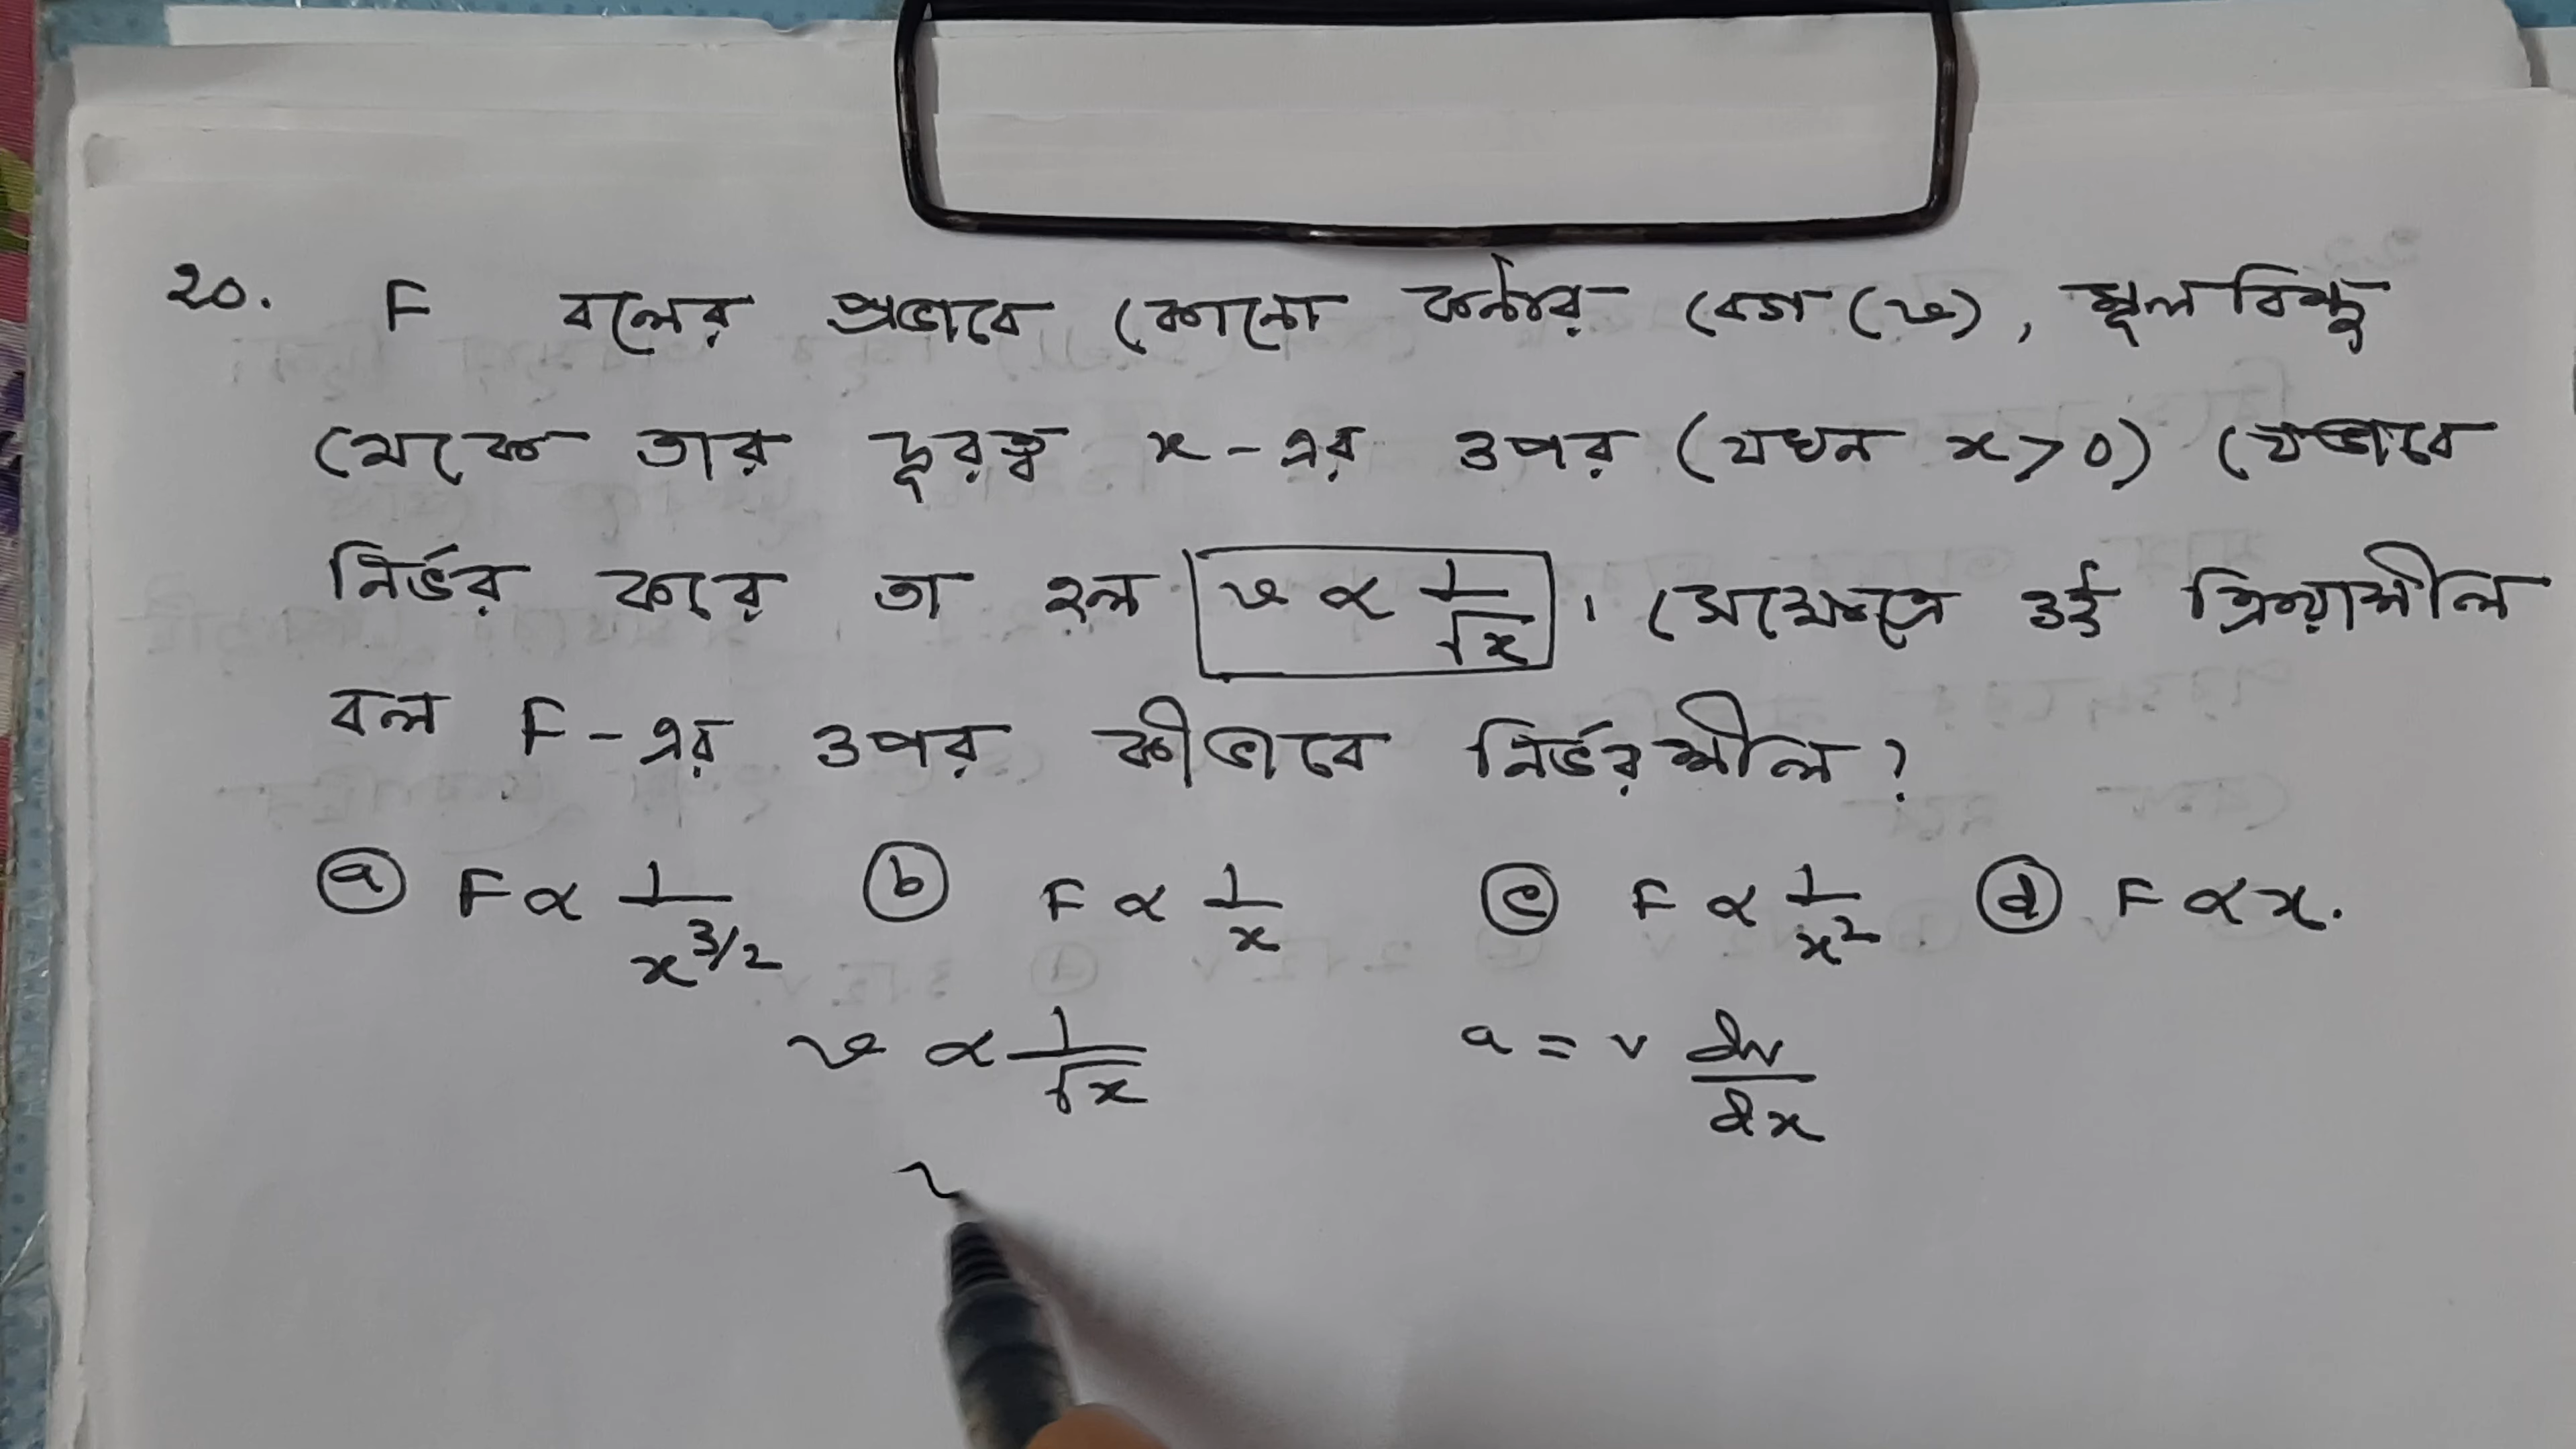 ২০. F বলের প্রভাবে কোনো কণার বেগ (v), মূলবিন্দু
থেকে তার দূরত্ব x-এর ওপর (যখন x > 0) যেভাবে
নির্ভর করে তা হল v ∝ 1/√x । সেক্ষেত্রে ওই ক্রিয়াশীল
বল F-এর ওপর কীভাবে নির্ভরশীল?
ⓐ F ∝ 1/x^3/2 ⓑ F ∝ 1/x ⓒ F ∝ 1/x² ⓓ F ∝ x.
v ∝ 1/√x a = v dv/dx